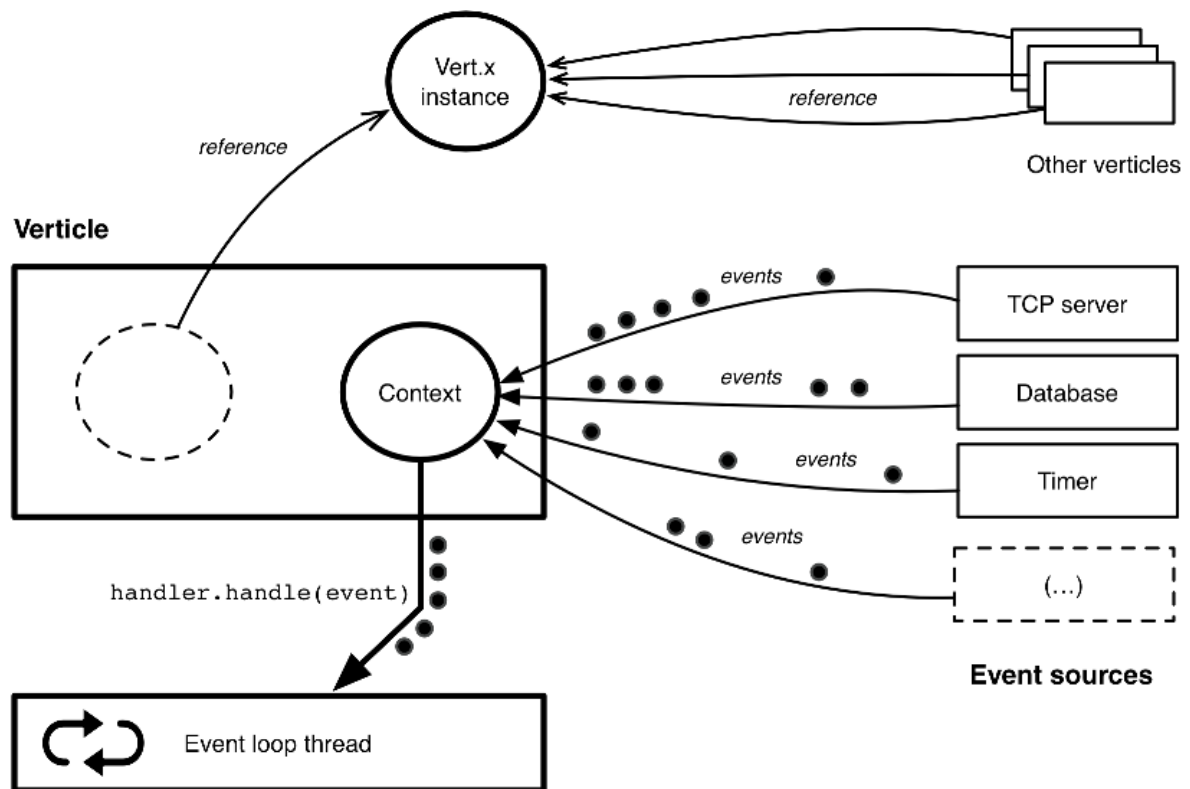 Vert.x
instance
reference
reference
Other verticles
Verticle
events
TCP server
Context
events
Database
events
Timer
events
handler.handle(event)
(...)
Event sources
Event loop thread